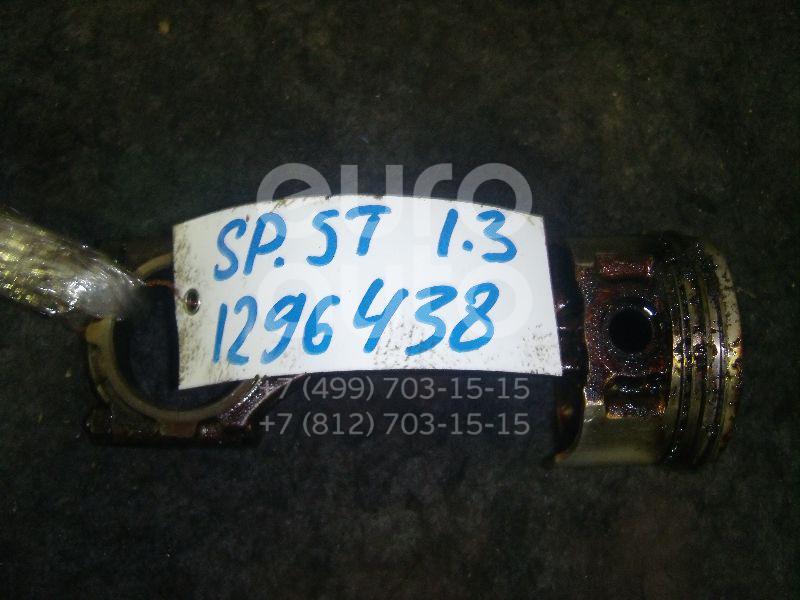 euro
auto
SP. ST 1.3
1296438
+7 (499) 703-15-15
+7 (812) 703-15-15